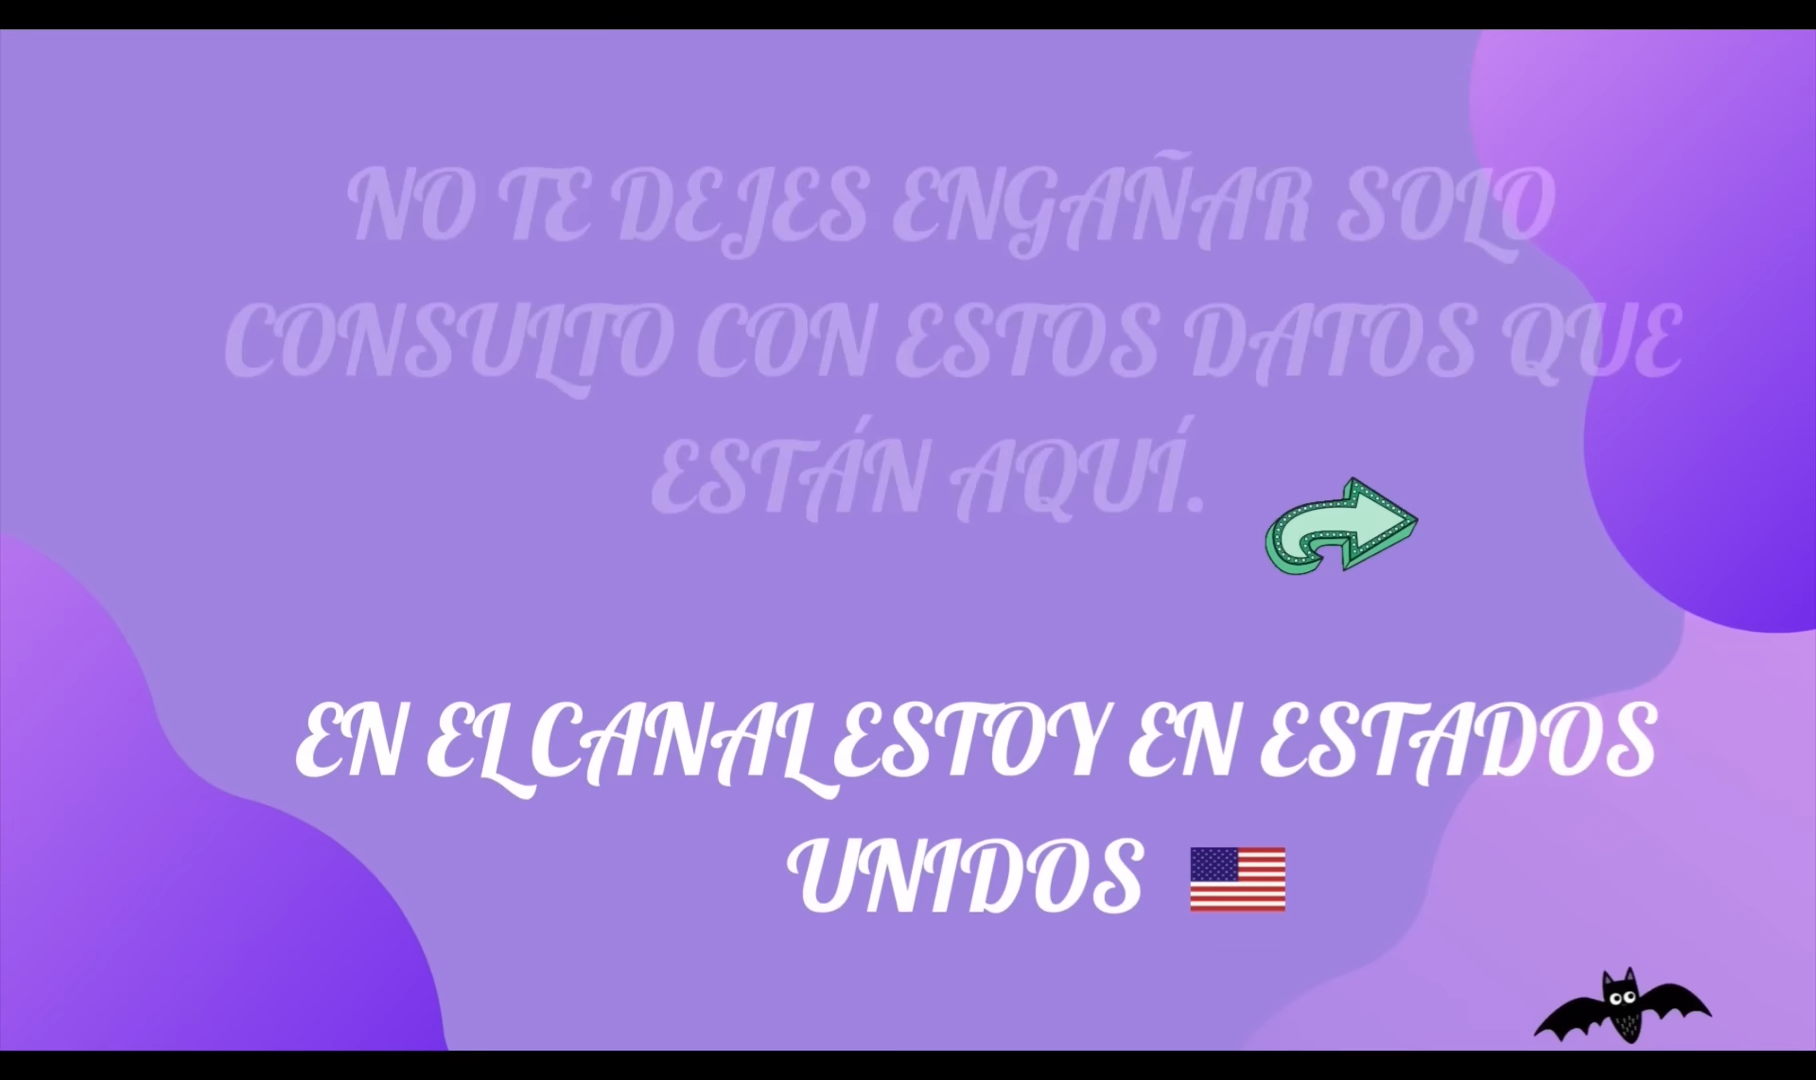 NO TE DEJES ENGAÑAR SOLO
CONSULTO CON ESTOS DATOS QUE
ESTÁN AQUÍ.
EN EL CANAL ESTOY EN ESTADOS
UNIDOS